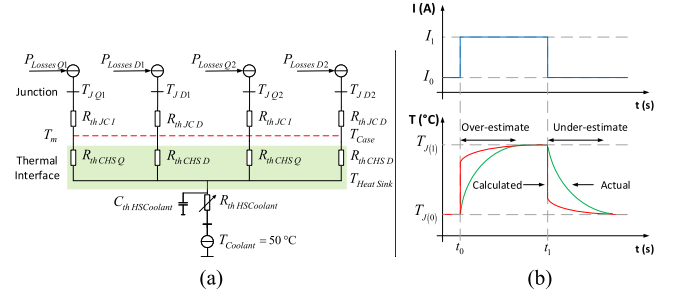 P_Losses Q1 P_Losses D1 P_Losses Q2 P_Losses D2
Junction T_J Q1 T_J D1 T_J Q2 T_J D2
R_th JC I R_th JC D R_th JC I R_th JC D
T_m T_Case
Thermal
Interface
R_th CHS Q R_th CHS D R_th CHS Q R_th CHS D
T_Heat Sink
C_th HSCoolant R_th HSCoolant
T_Coolant = 50 °C
(a)
I (A)
I_1
I_0
t (s)
T (°C)
Over-estimate Under-estimate
T_J(1)
Calculated Actual
T_J(0)
t_0 t_1 t (s)
(b)